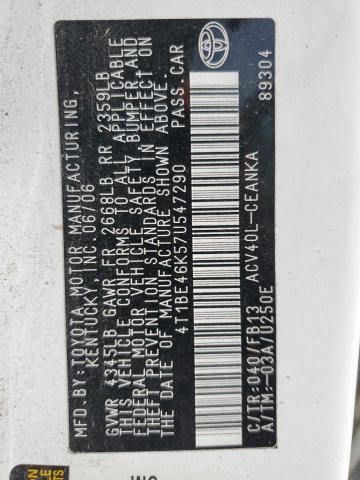 MFD BY:TOYOTA MOTOR MANUFACTURING,
KENTUCKY, INC. 06/06
GVWR 4345LB GAWR FR 2668LB RR 2359LB
THIS VEHICLE CONFORMS TO ALL APPLICABLE
FEDERAL MOTOR VEHICLE SAFETY, BUMPER, AND
THEFT PREVENTION STANDARDS IN EFFECT ON
THE DATE OF MANUFACTURE SHOWN ABOVE.
4T1BE46K57U547290 PASS.CAR
C/TR:040/FB13 ACV40L-CEANKA
A/TM:-03A/U250E 89304